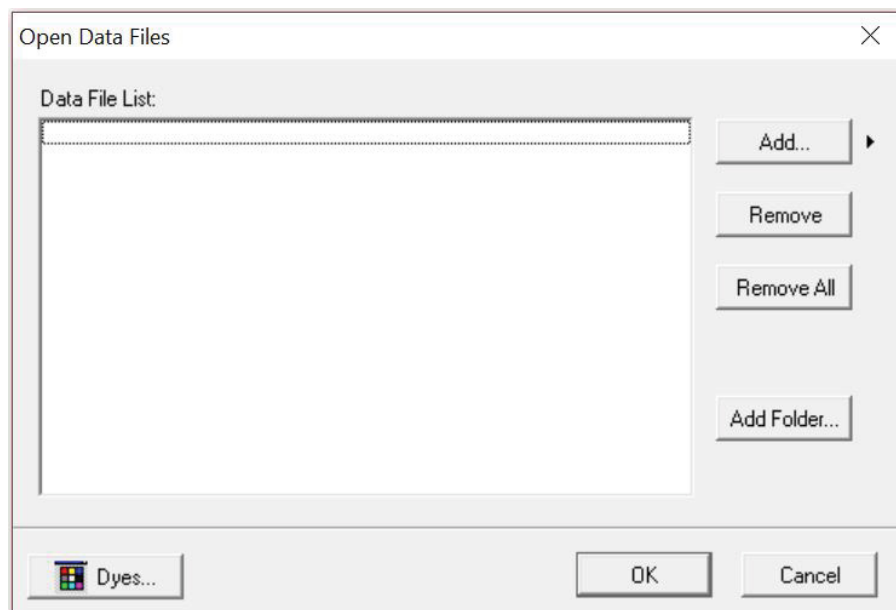 Open Data Files
Data File List:
Add...
Remove
Remove All
Add Folder...
Dyes...
OK
Cancel